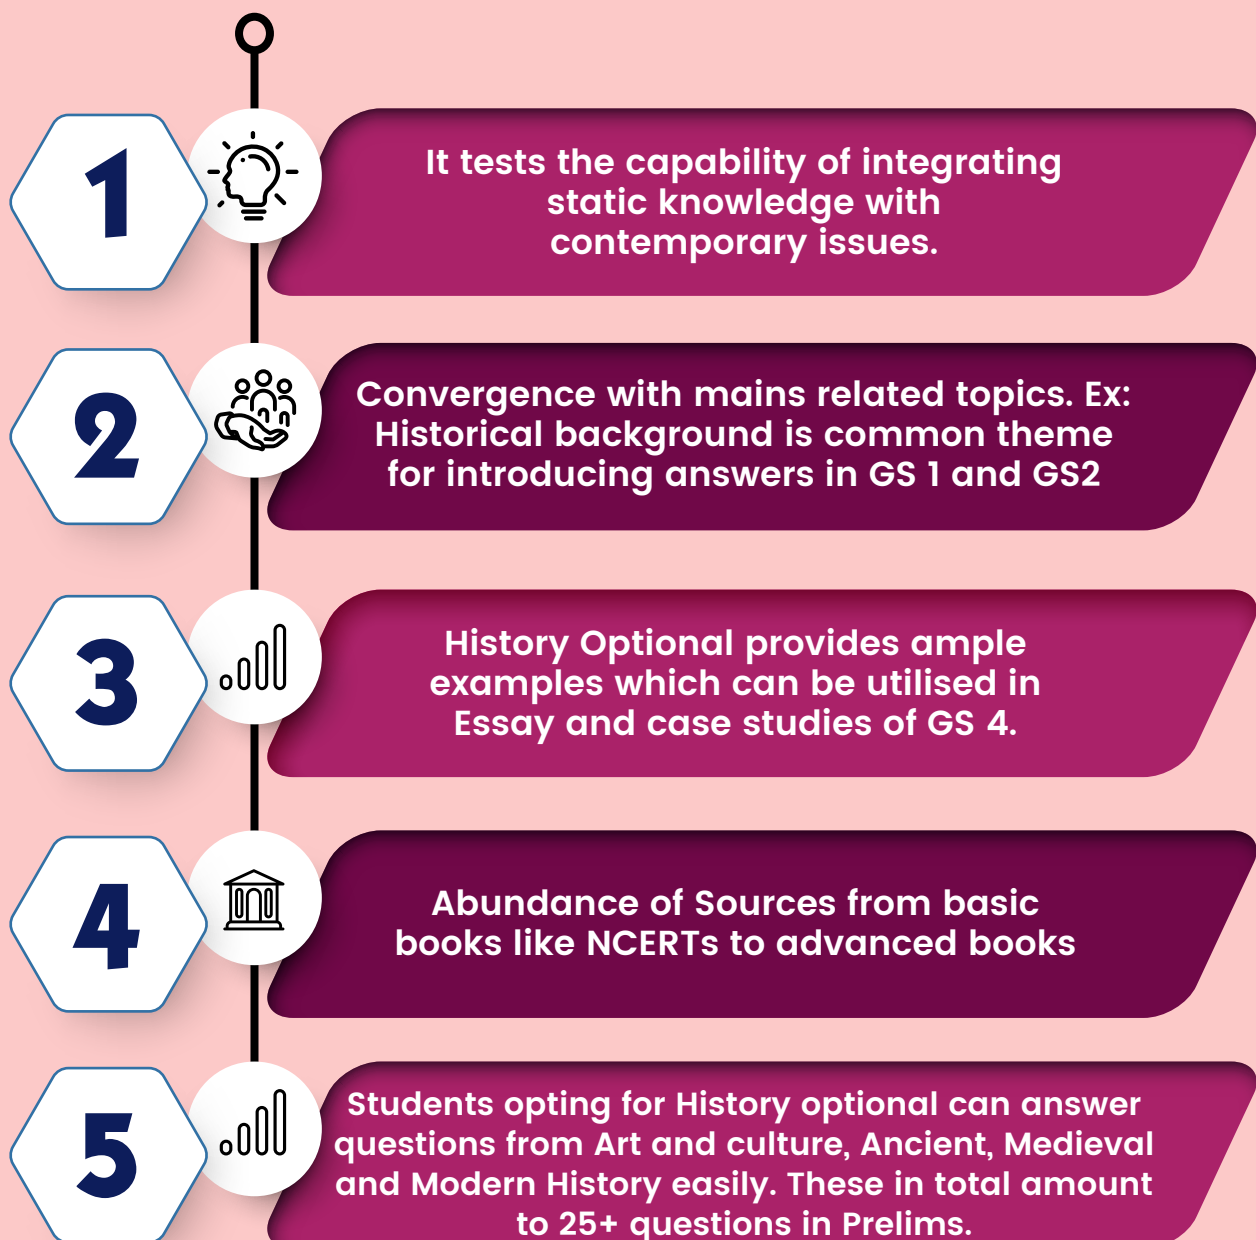 1
It tests the capability of integrating
static knowledge with
contemporary issues.
2
Convergence with mains related topics. Ex:
Historical background is common theme
for introducing answers in GS 1 and GS2
3
History Optional provides ample
examples which can be utilised in
Essay and case studies of GS 4.
4
Abundance of Sources from basic
books like NCERTs to advanced books
5
Students opting for History optional can answer
questions from Art and culture, Ancient, Medieval
and Modern History easily. These in total amount
to 25+ questions in Prelims.